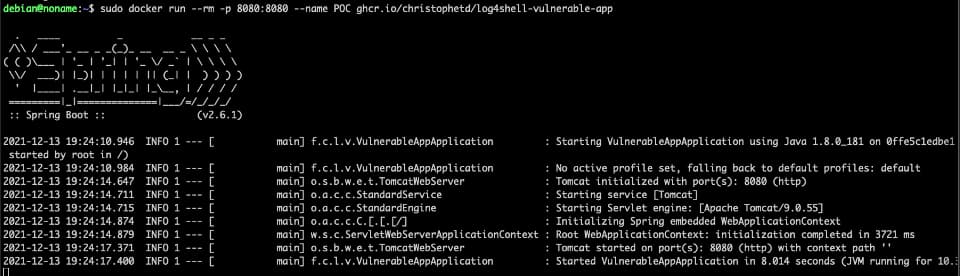 debian@noname:~$ sudo docker run --rm -p 8080:8080 --name POC ghcr.io/christophetd/log4shell-vulnerable-app
  .   ____          _            __ _ _
 /\\ / ___'_ __ _ _(_)_ __  __ _ \ \ \ \
( ( )\___ | '_ | '_| | '_ \/ _` | \ \ \ \
 \\/  ___)| |_)| | | | | || (_| |  ) ) ) )
  '  |____| .__|_| |_|_| |_\__, | / / / /
 =========|_|==============|___/=/_/_/_/
 :: Spring Boot ::                (v2.6.1)
2021-12-13 19:24:10.946  INFO 1 --- [           main] f.c.l.v.VulnerableAppApplication         : Starting VulnerableAppApplication using Java 1.8.0_181 on 0ffe5c1edbe1
 started by root in /)
2021-12-13 19:24:10.984  INFO 1 --- [           main] f.c.l.v.VulnerableAppApplication         : No active profile set, falling back to default profiles: default
2021-12-13 19:24:14.647  INFO 1 --- [           main] o.s.b.w.e.t.TomcatWebServer              : Tomcat initialized with port(s): 8080 (http)
2021-12-13 19:24:14.711  INFO 1 --- [           main] o.a.c.c.StandardService                  : Starting service [Tomcat]
2021-12-13 19:24:14.715  INFO 1 --- [           main] o.a.c.c.StandardEngine                   : Starting Servlet engine: [Apache Tomcat/9.0.55]
2021-12-13 19:24:14.874  INFO 1 --- [           main] o.a.c.c.C.[.[.[/]                        : Initializing Spring embedded WebApplicationContext
2021-12-13 19:24:14.879  INFO 1 --- [           main] w.s.c.ServletWebServerApplicationContext : Root WebApplicationContext: initialization completed in 3721 ms
2021-12-13 19:24:17.371  INFO 1 --- [           main] o.s.b.w.e.t.TomcatWebServer              : Tomcat started on port(s): 8080 (http) with context path ''
2021-12-13 19:24:17.400  INFO 1 --- [           main] f.c.l.v.VulnerableAppApplication         : Started VulnerableAppApplication in 8.014 seconds (JVM running for 10.